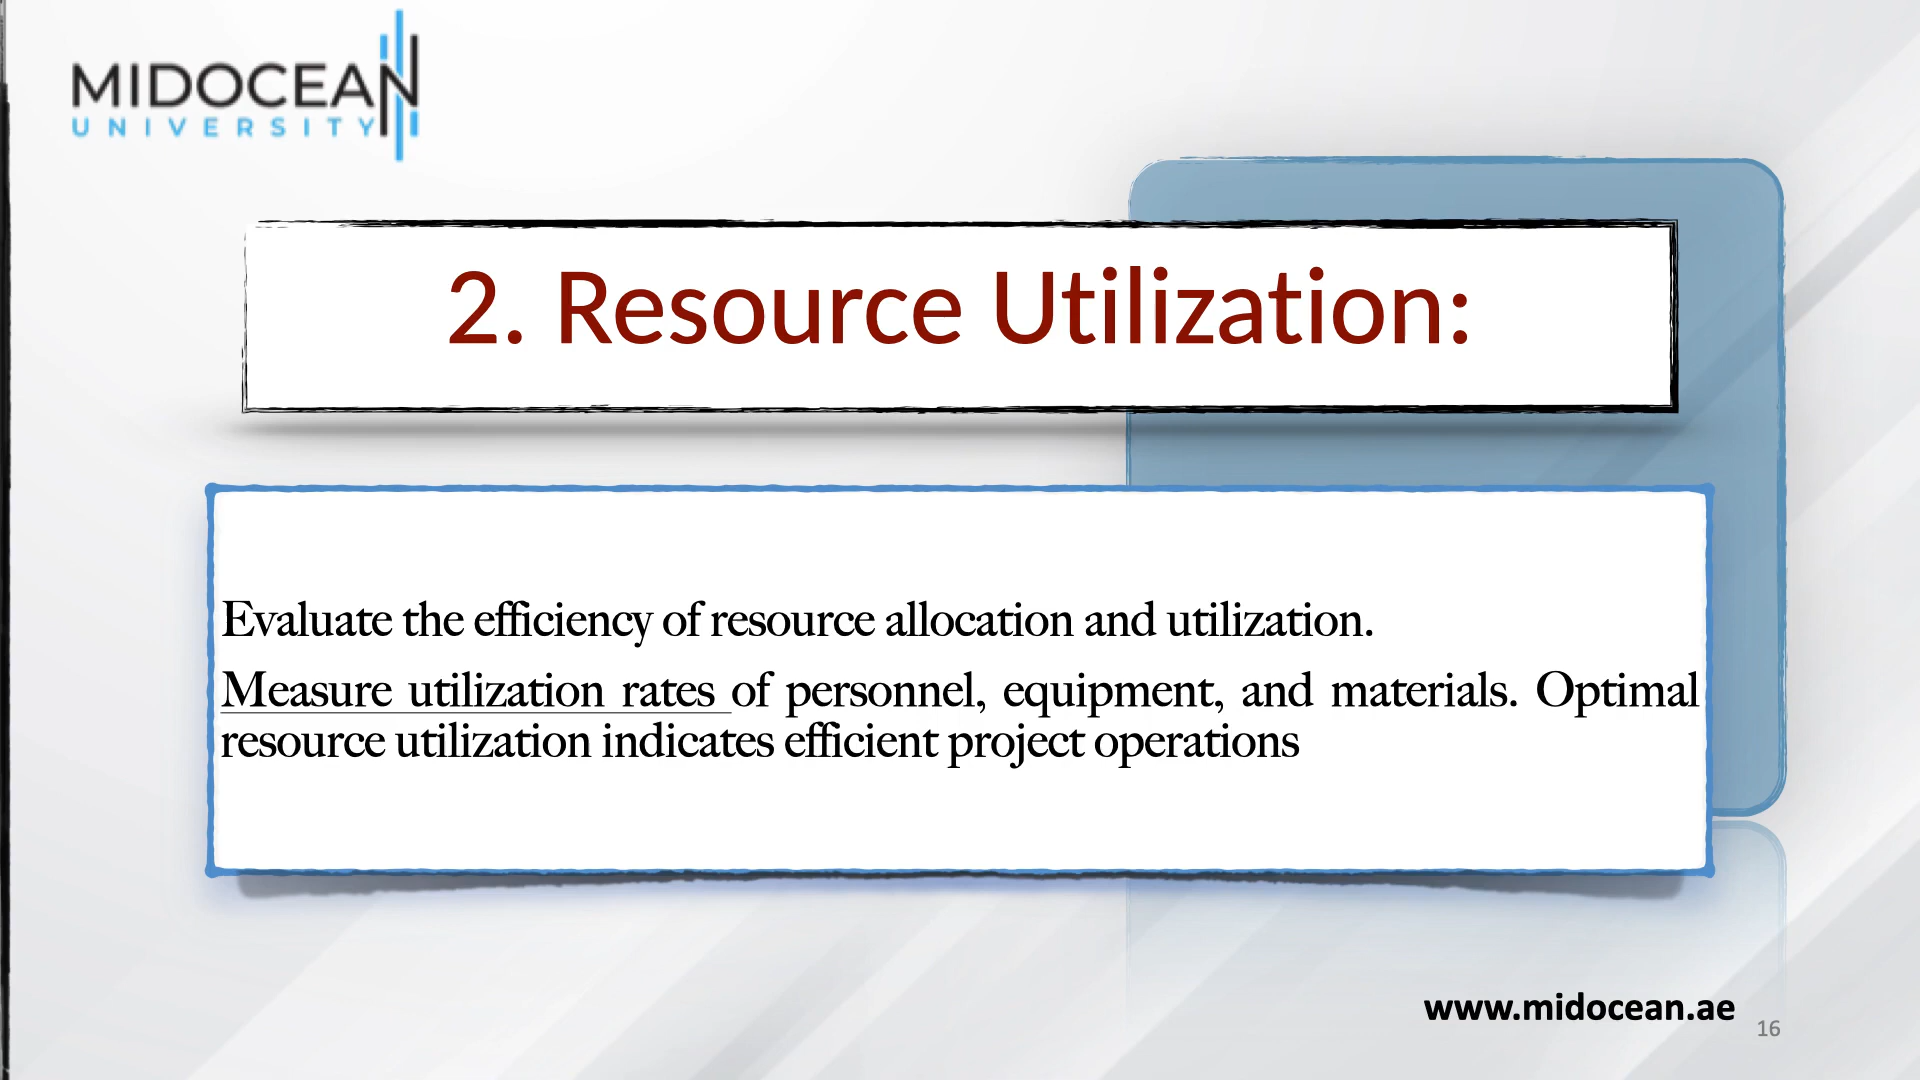 MIDOCEAN
UNIVERSITY
2. Resource Utilization:
Evaluate the efficiency of resource allocation and utilization.
Measure utilization rates of personnel, equipment, and materials. Optimal
resource utilization indicates efficient project operations
www.midocean.ae
16